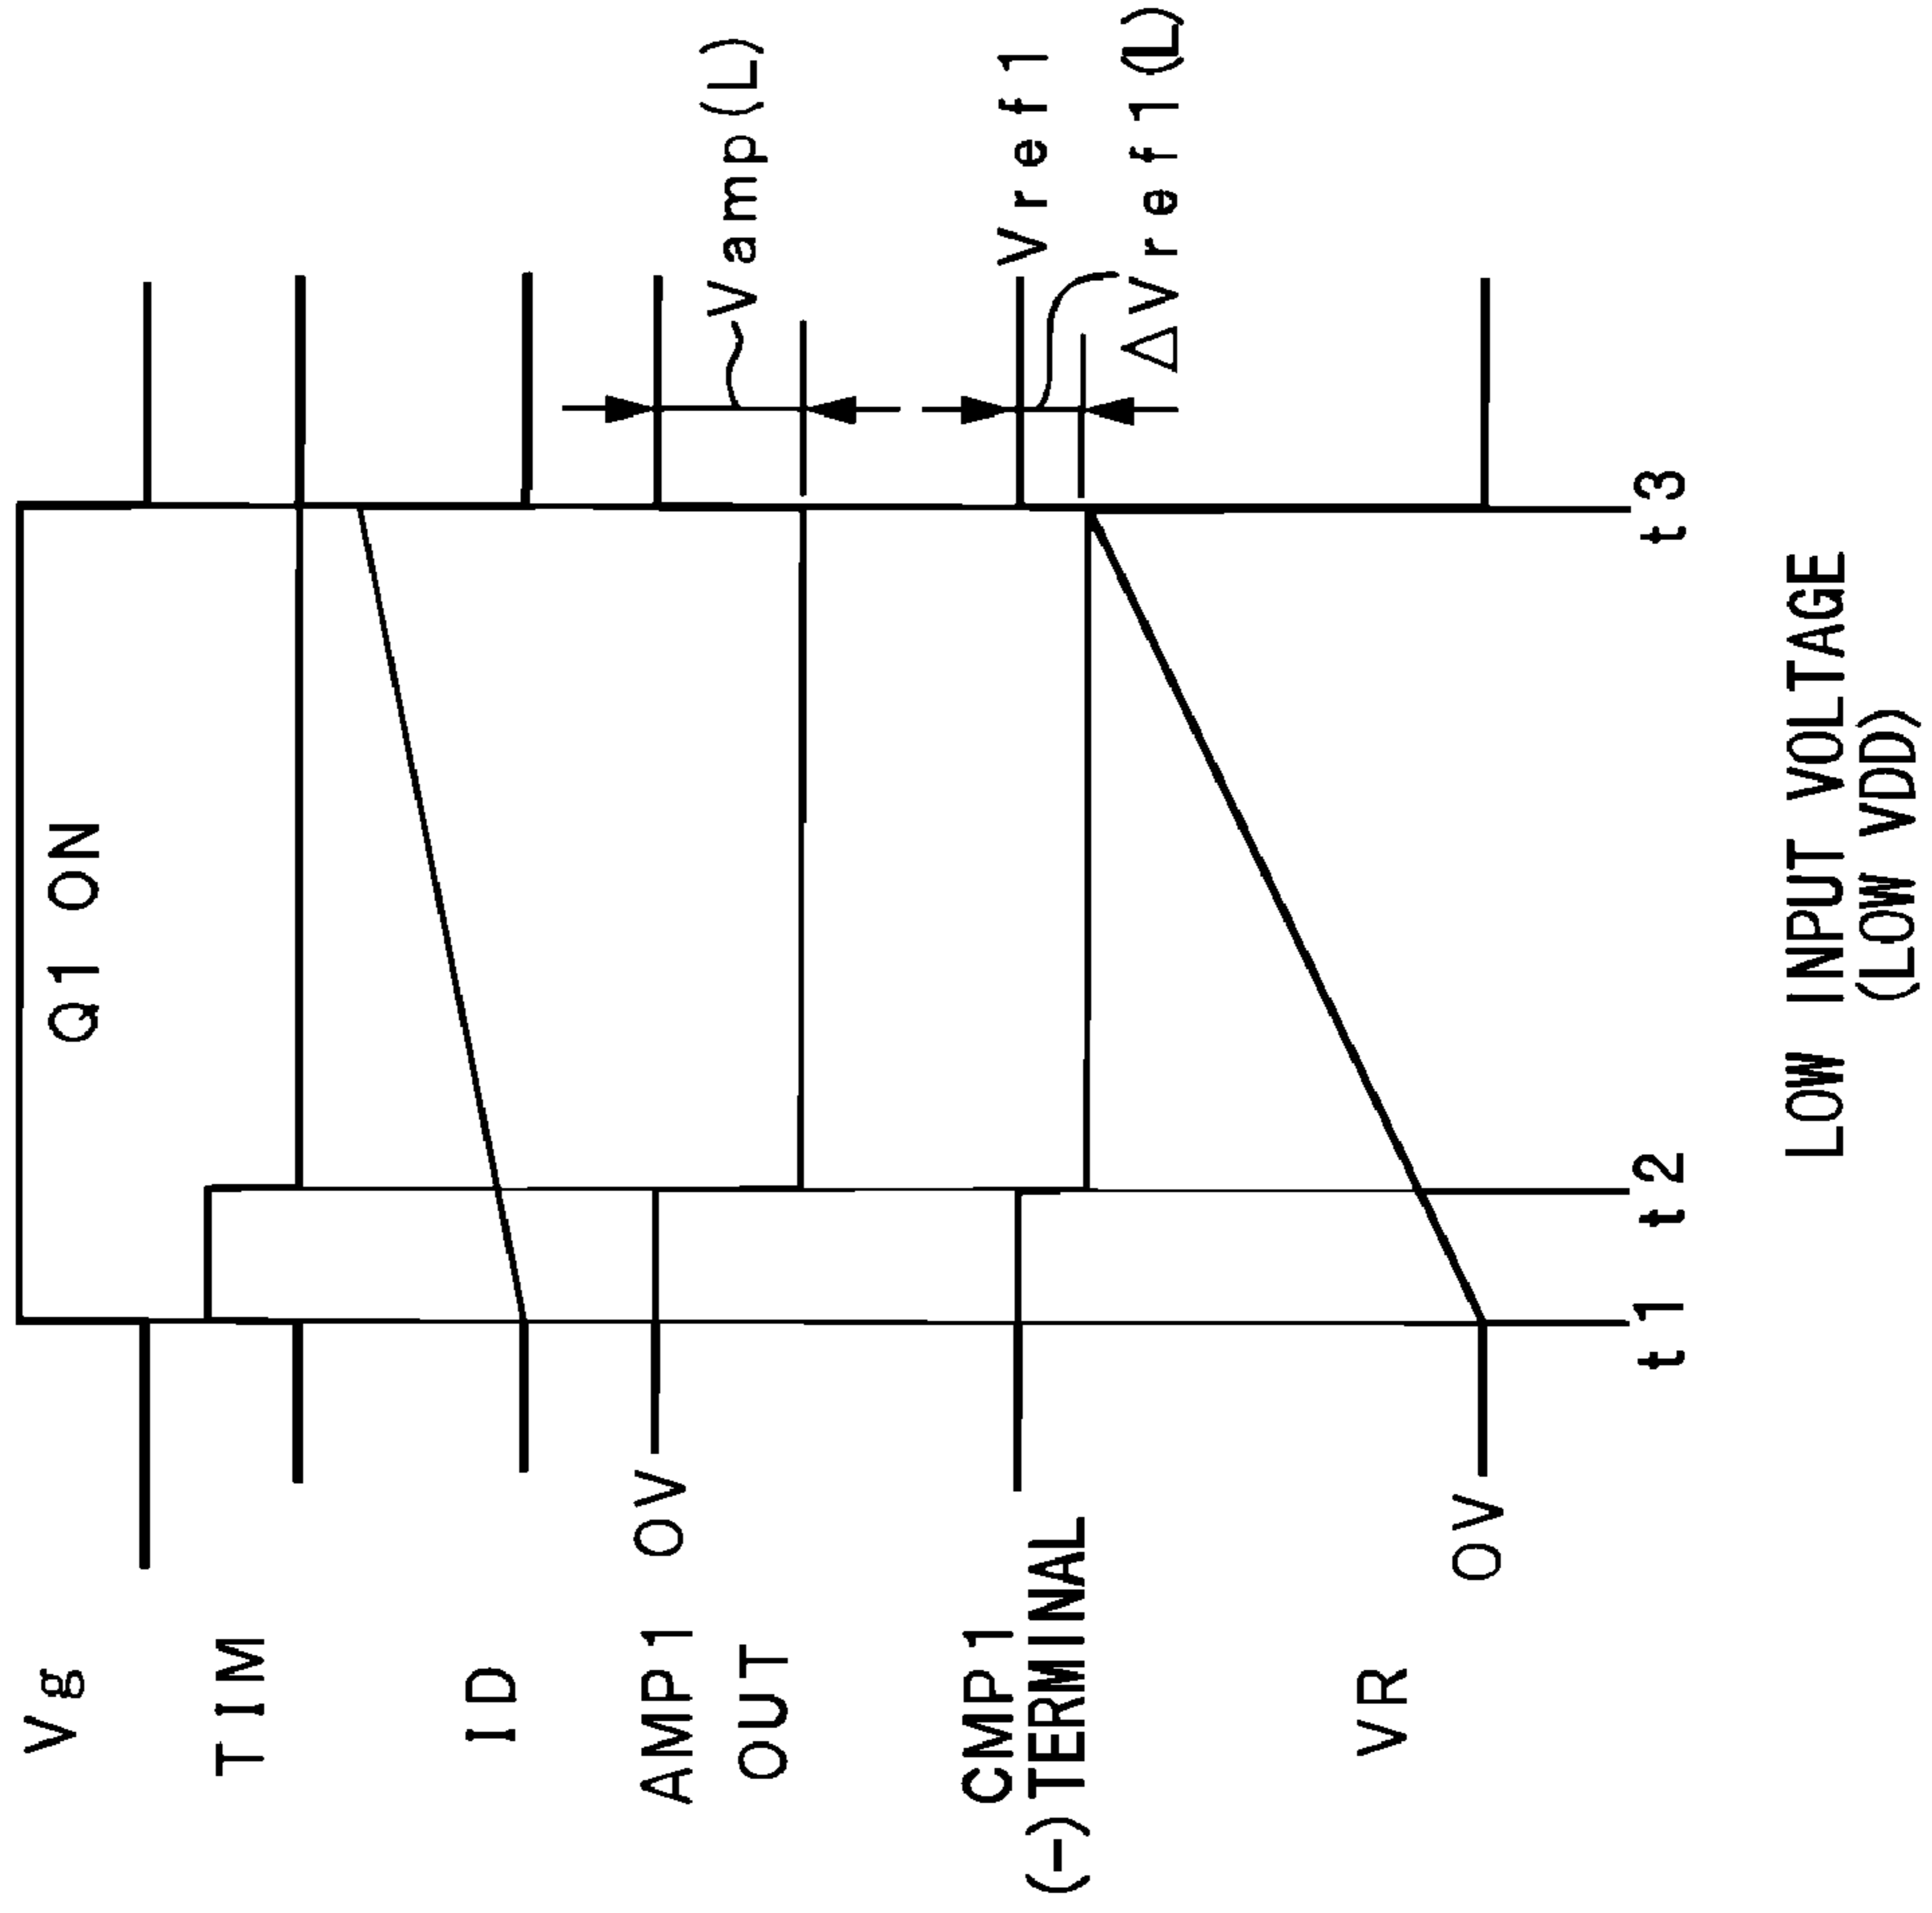 Vg
Q1 ON
TIM
ID
AMP1 0V
OUT
Vamp(L)
CMP1
(-)TERMINAL
Vref1
ΔVref1(L)
VR
0V
t1
t2
t3
LOW INPUT VOLTAGE
(LOW VDD)